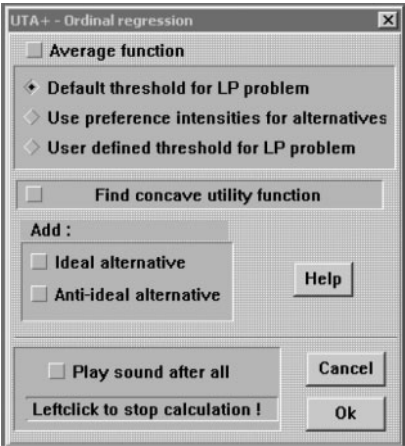 UTA+ - Ordinal regression
Average function
Default threshold for LP problem
Use preference intensities for alternatives
User defined threshold for LP problem
Find concave utility function
Add :
Ideal alternative
Anti-ideal alternative
Help
Play sound after all
Cancel
Leftclick to stop calculation !
Ok